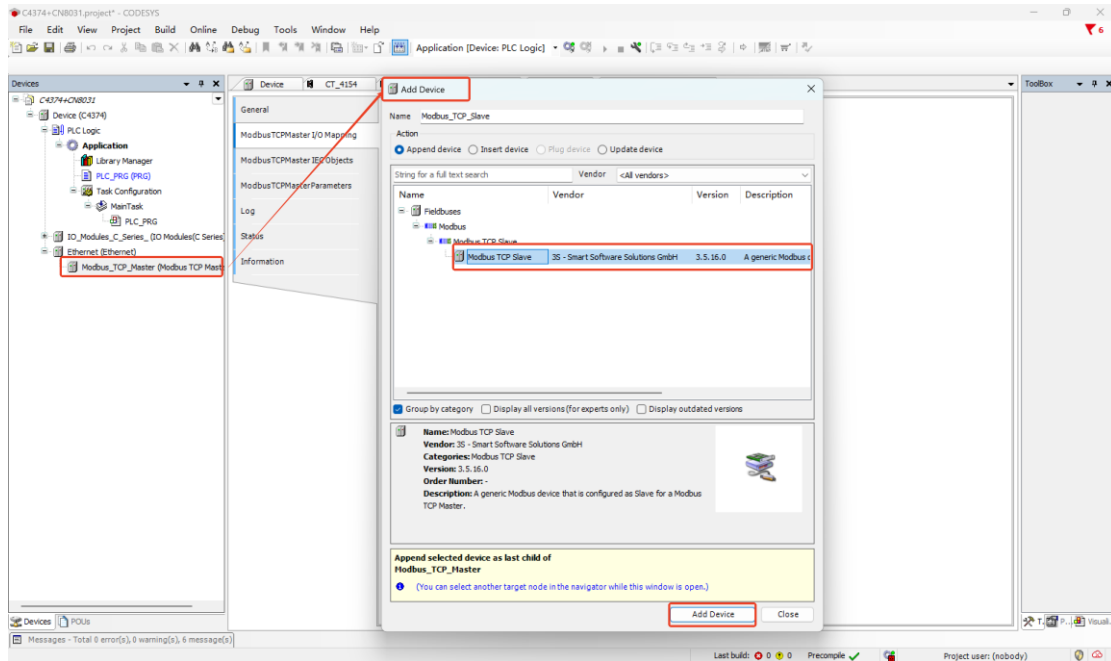 C4374+CN8031.project* - CODESYS
File Edit View Project Build Online Debug Tools Window Help
6
Application [Device: PLC Logic]
Devices
C4374+CN8031
Device (C4374)
PLC Logic
Application
Library Manager
PLC_PRG (PRG)
Task Configuration
MainTask
PLC_PRG
IO_Modules_C_Series_ (IO Modules(C Series)
Ethernet (Ethernet)
Modbus_TCP_Master (Modbus TCP Mast
Devices POUs
Device CT_4154
General
ModbusTCPMaster I/O Mapping
ModbusTCPMaster IEC Objects
ModbusTCPMaster Parameters
Log
Status
Information
Add Device
Name Modbus_TCP_Slave
Action
Append device Insert device Plug device Update device
String for a full text search Vendor <All vendors>
Name Vendor Version Description
Fieldbuses
Modbus
Modbus TCP Slave
Modbus TCP Slave 3S - Smart Software Solutions GmbH 3.5.16.0 A generic Modbus c
Group by category Display all versions (for experts only) Display outdated versions
Name: Modbus TCP Slave
Vendor: 3S - Smart Software Solutions GmbH
Categories: Modbus TCP Slave
Version: 3.5.16.0
Order Number: -
Description: A generic Modbus device that is configured as Slave for a Modbus
TCP Master.
Append selected device as last child of
Modbus_TCP_Master
(You can select another target node in the navigator while this window is open.)
Add Device Close
ToolBox
T. P... Visuali.
Messages - Total 0 error(s), 0 warning(s), 6 message(s)
Last build: 0 0 Precompile Project user: (nobody)